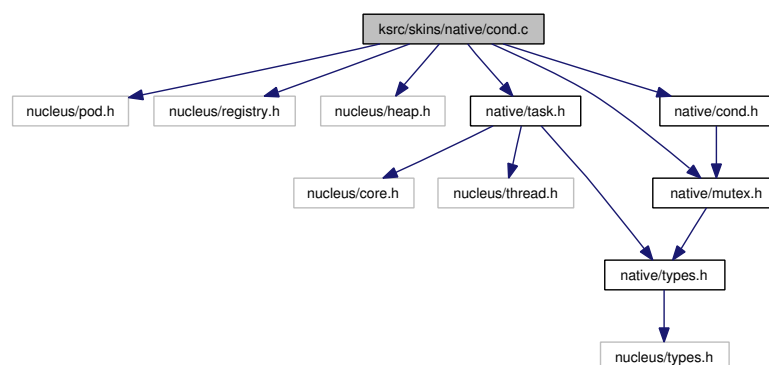 ksrc/skins/native/cond.c
nucleus/pod.h
nucleus/registry.h
nucleus/heap.h
native/task.h
native/cond.h
nucleus/core.h
nucleus/thread.h
native/mutex.h
native/types.h
nucleus/types.h